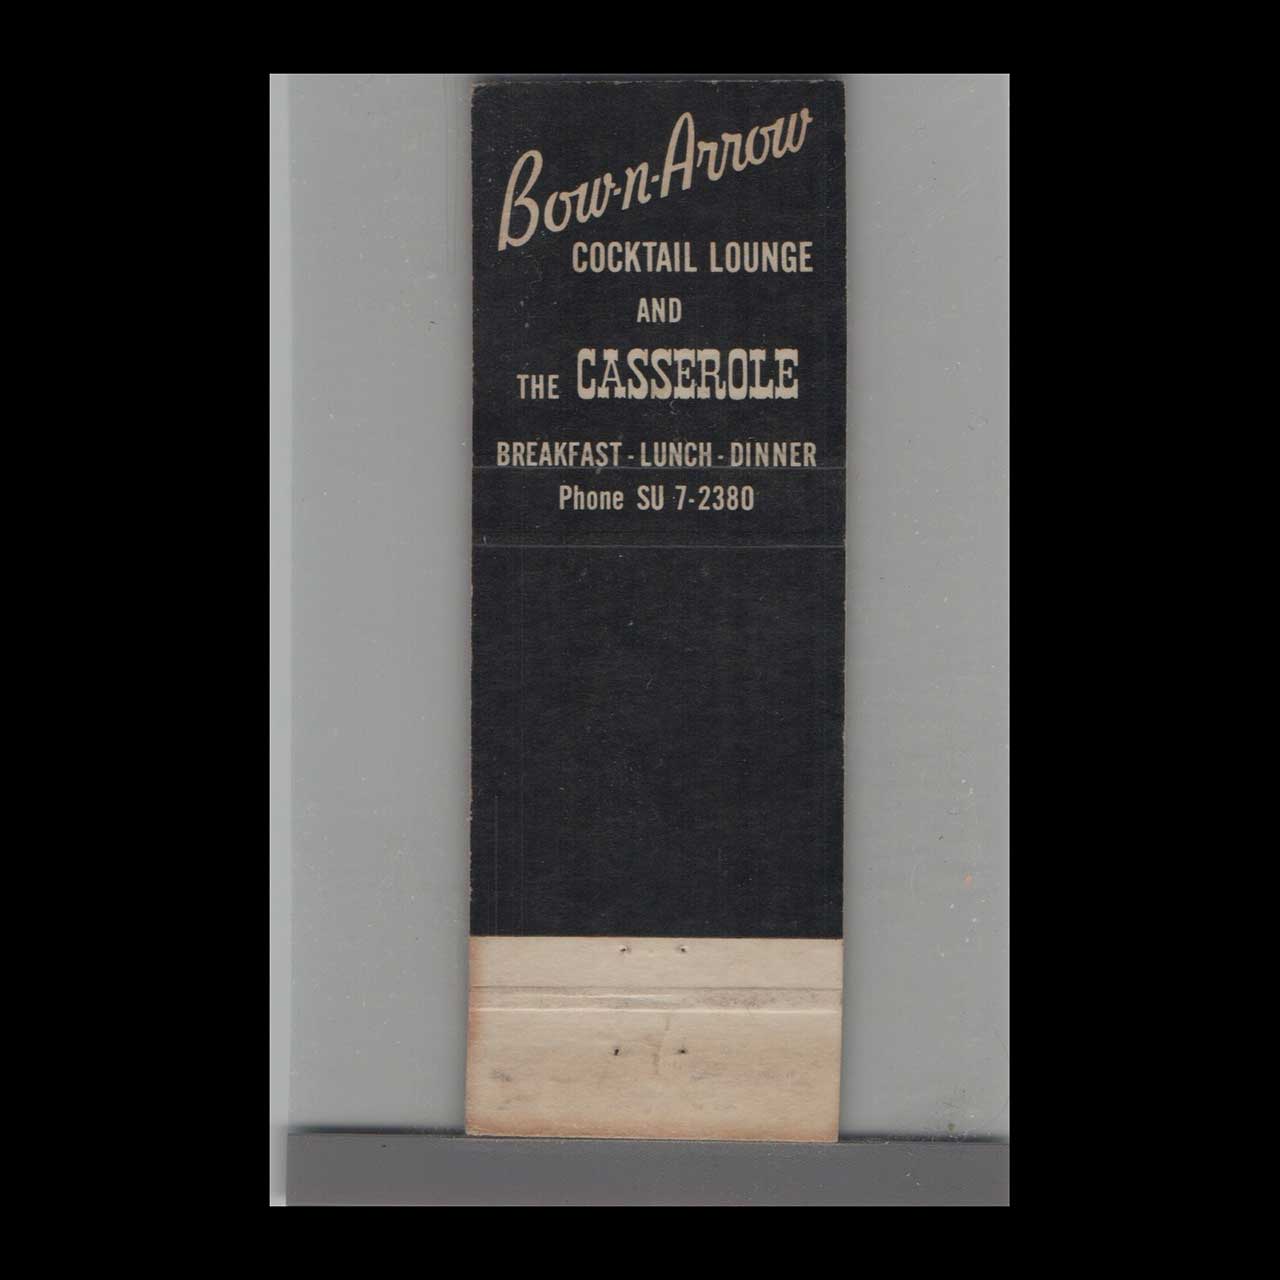 Bow-n-Arrow
COCKTAIL LOUNGE
AND
THE CASSEROLE
BREAKFAST - LUNCH - DINNER
Phone SU 7-2380